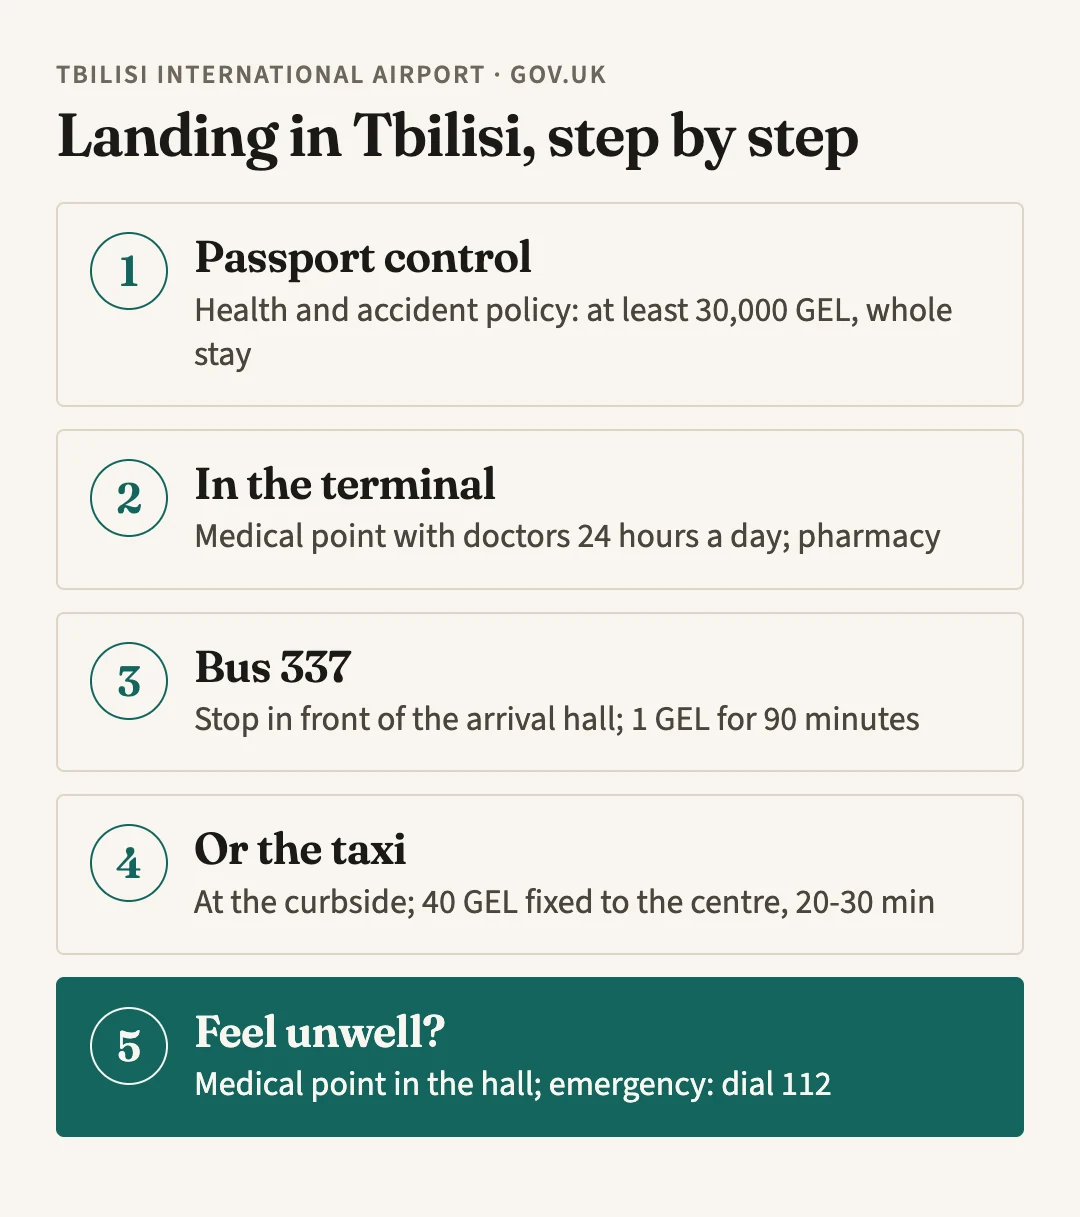 TBILISI INTERNATIONAL AIRPORT · GOV.UK
Landing in Tbilisi, step by step
1
Passport control
Health and accident policy: at least 30,000 GEL, whole
stay
2
In the terminal
Medical point with doctors 24 hours a day; pharmacy
3
Bus 337
Stop in front of the arrival hall; 1 GEL for 90 minutes
4
Or the taxi
At the curbside; 40 GEL fixed to the centre, 20-30 min
5
Feel unwell?
Medical point in the hall; emergency: dial 112